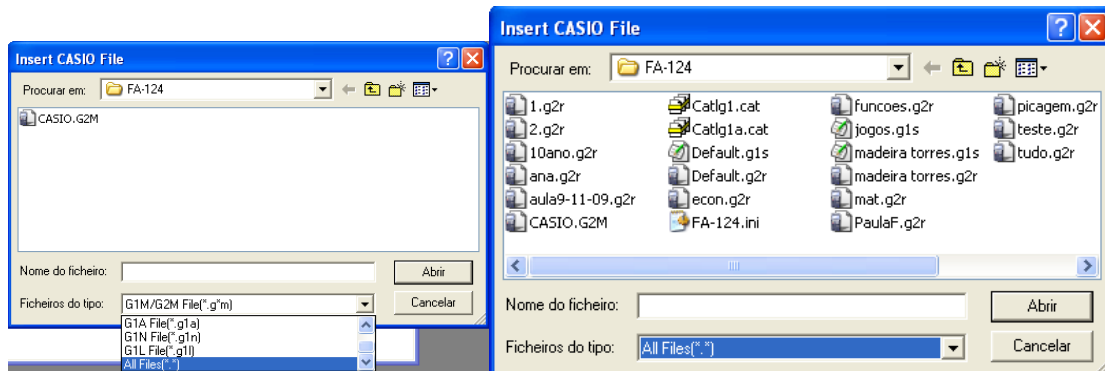 Insert CASIO File
Procurar em: FA-124
CASIO.G2M
Nome do ficheiro: Abrir
Ficheiros do tipo: G1M/G2M File(*.g*m) Cancelar
G1A File(*.g1a)
G1N File(*.g1n)
G1L File(*.g1l)
All Files(*.*)
Insert CASIO File
Procurar em: FA-124
1.g2r Catlg1.cat funcoes.g2r picagem.g2r
2.g2r Catlg1a.cat jogos.g1s teste.g2r
10ano.g2r Default.g1s madeira torres.g1s tudo.g2r
ana.g2r Default.g2r madeira torres.g2r
aula9-11-09.g2r econ.g2r mat.g2r
CASIO.G2M FA-124.ini PaulaF.g2r
Nome do ficheiro: Abrir
Ficheiros do tipo: All Files(*.*) Cancelar